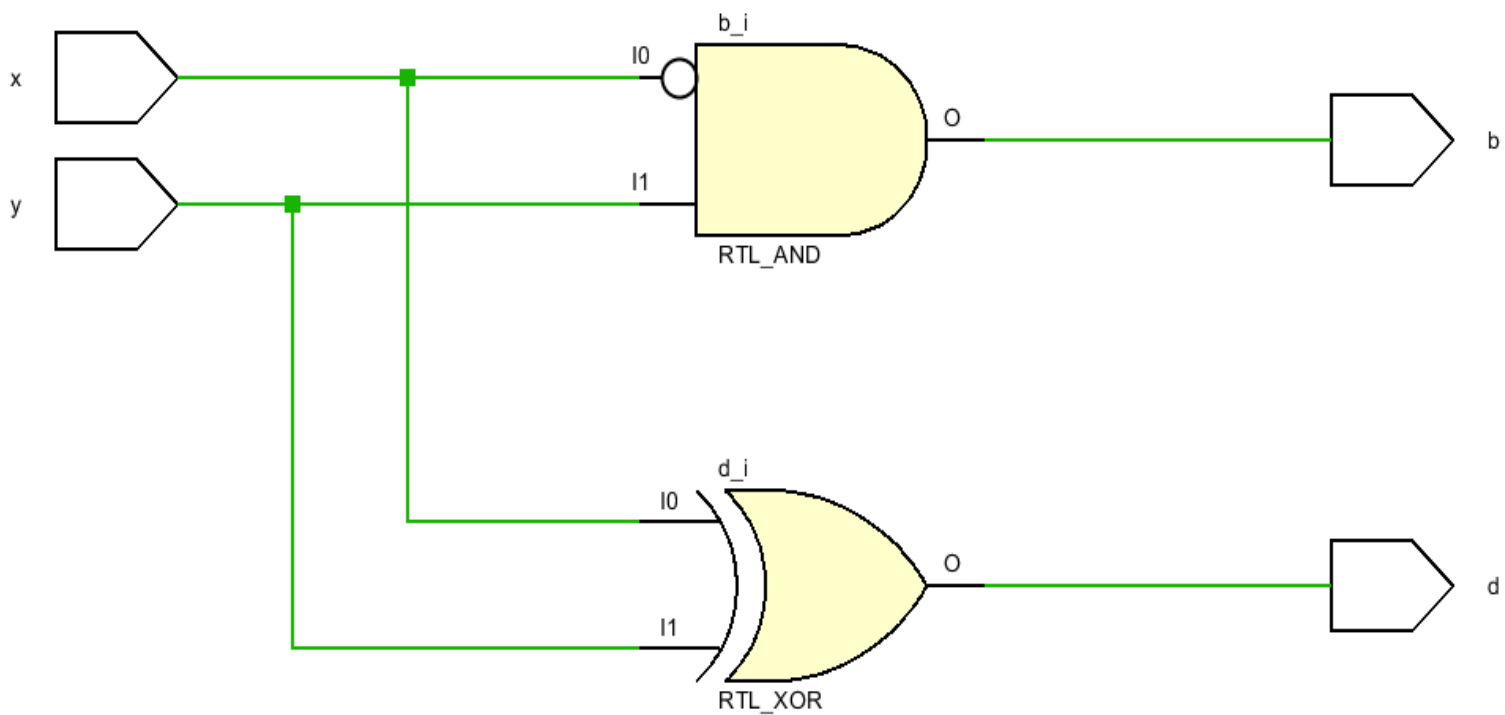 b_i
x
I0
O
b
y
I1
RTL_AND
d_i
I0
O
d
I1
RTL_XOR